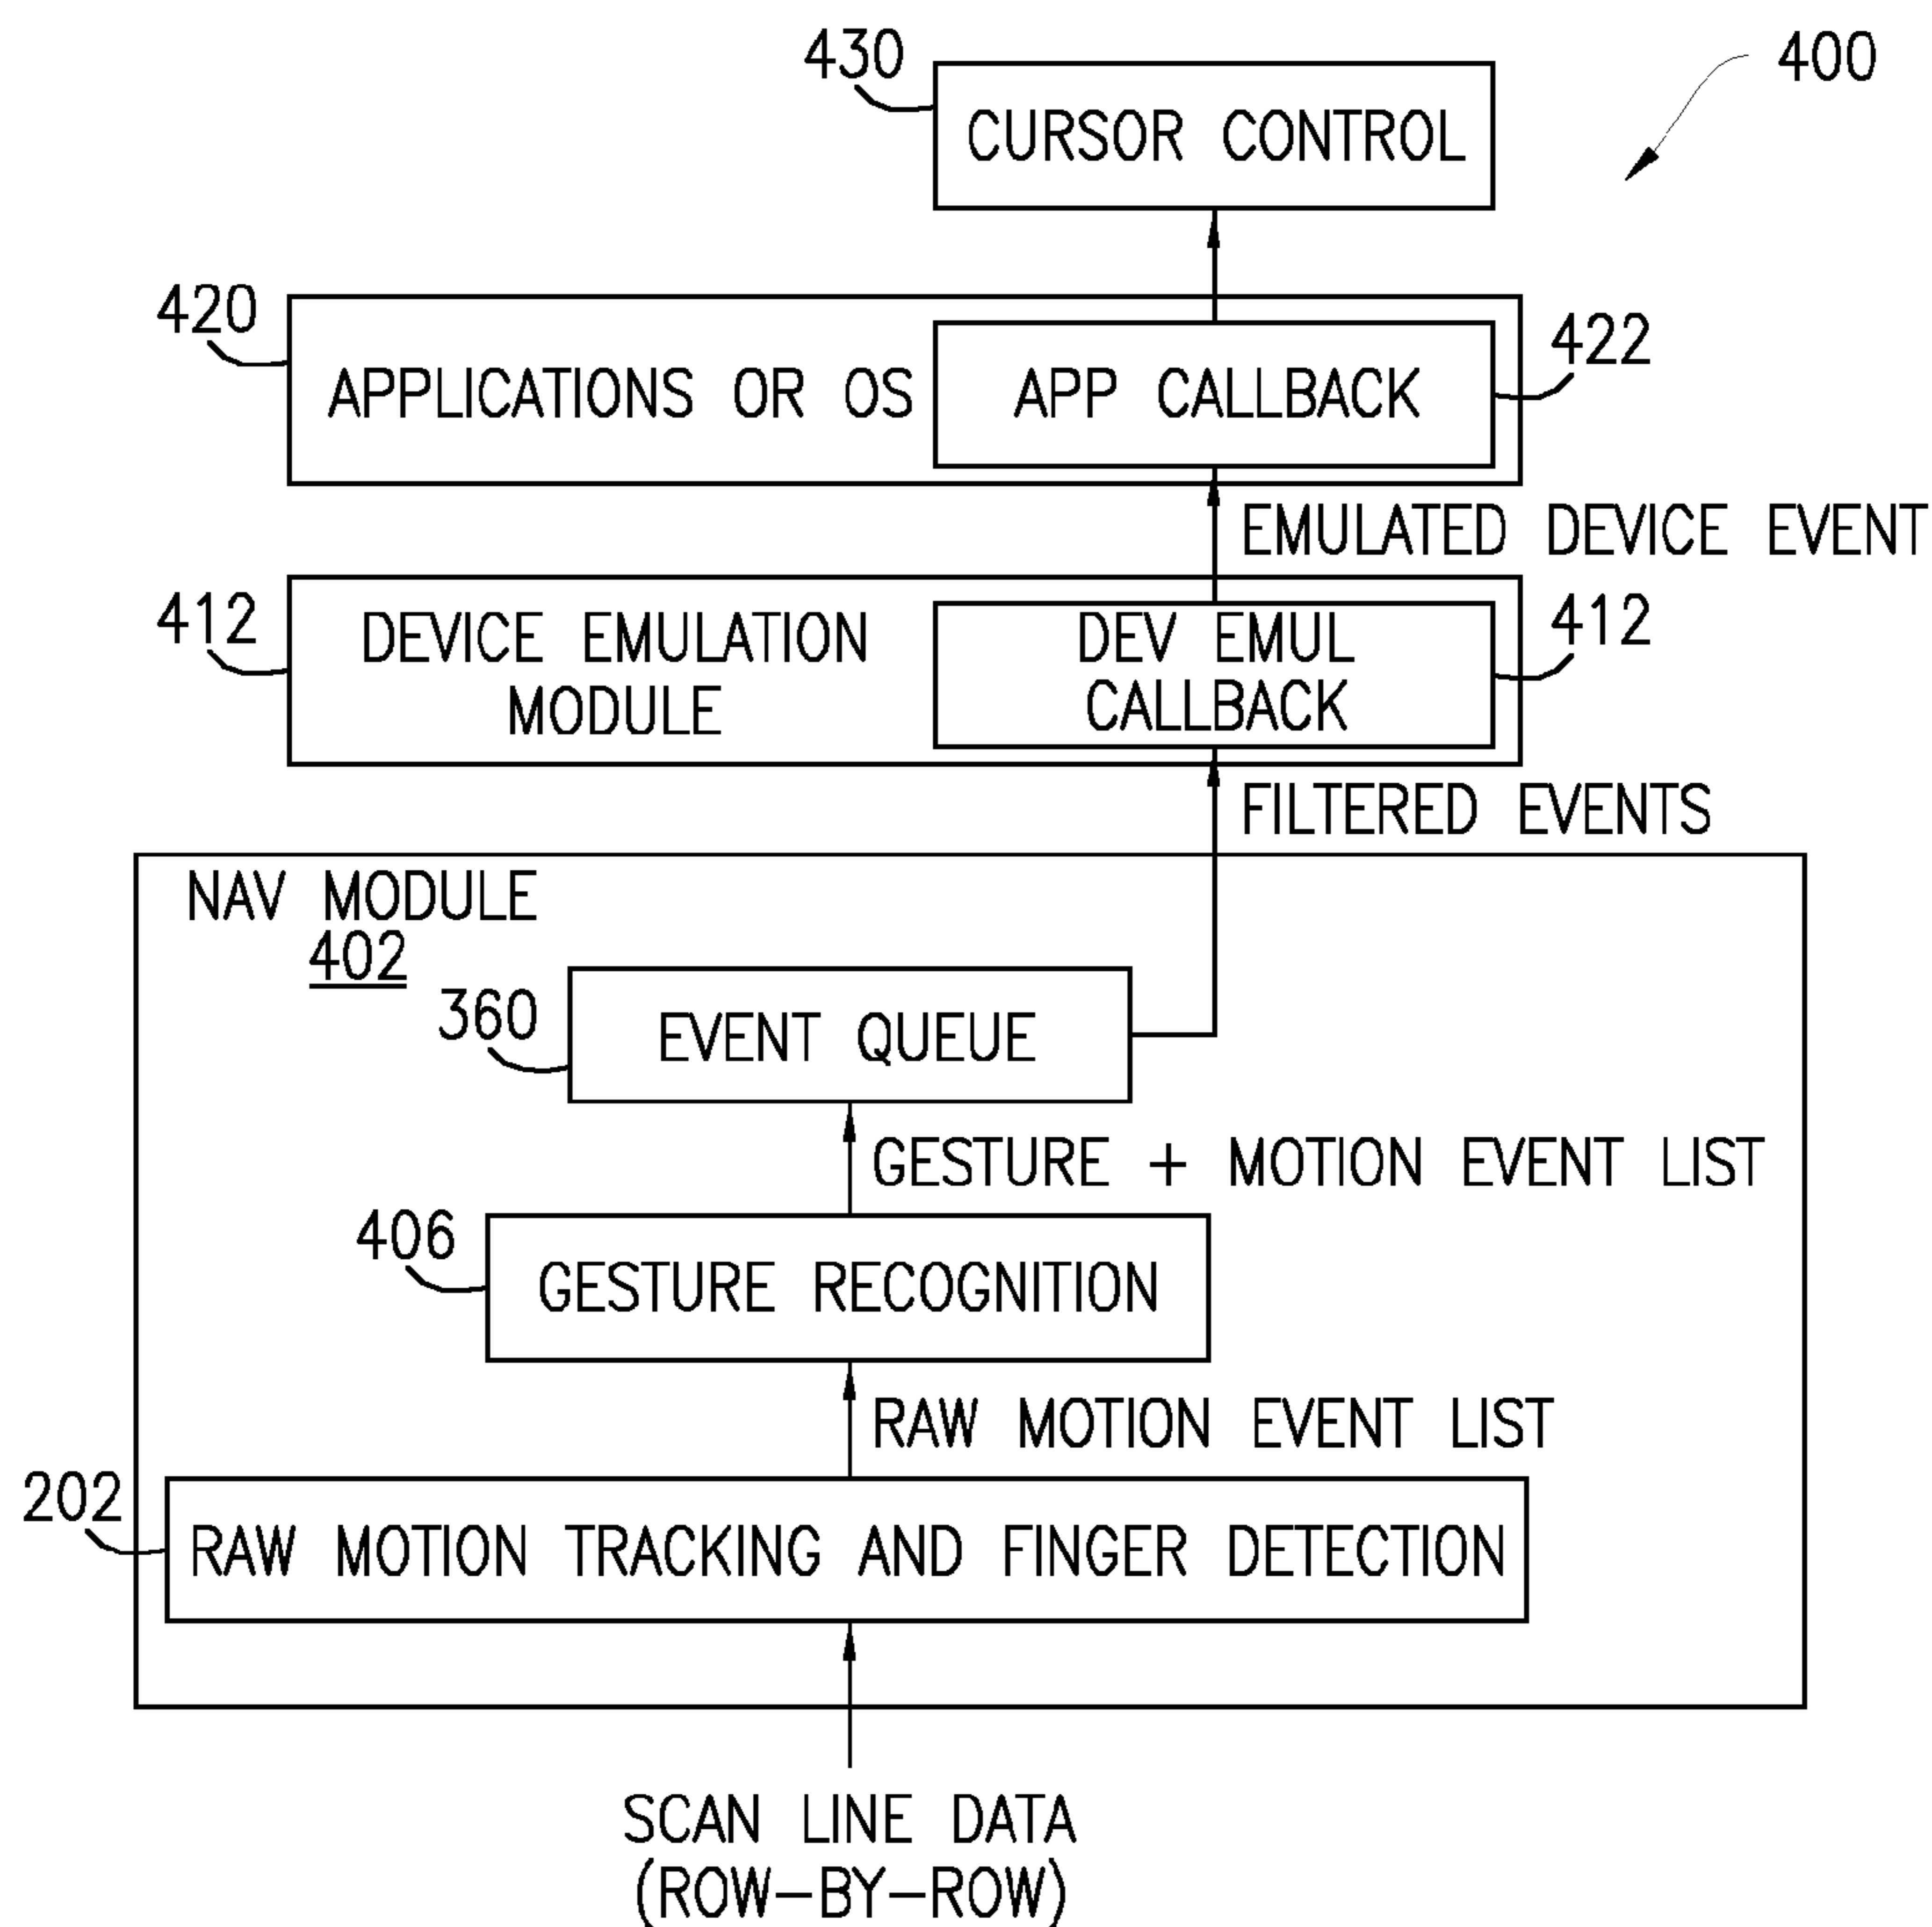 430
400
CURSOR CONTROL
420
422
APPLICATIONS OR OS
APP CALLBACK
EMULATED DEVICE EVENT
412
412
DEVICE EMULATION
MODULE
DEV EMUL
CALLBACK
FILTERED EVENTS
NAV MODULE
402
360
EVENT QUEUE
GESTURE + MOTION EVENT LIST
406
GESTURE RECOGNITION
RAW MOTION EVENT LIST
202
RAW MOTION TRACKING AND FINGER DETECTION
SCAN LINE DATA
(ROW-BY-ROW)